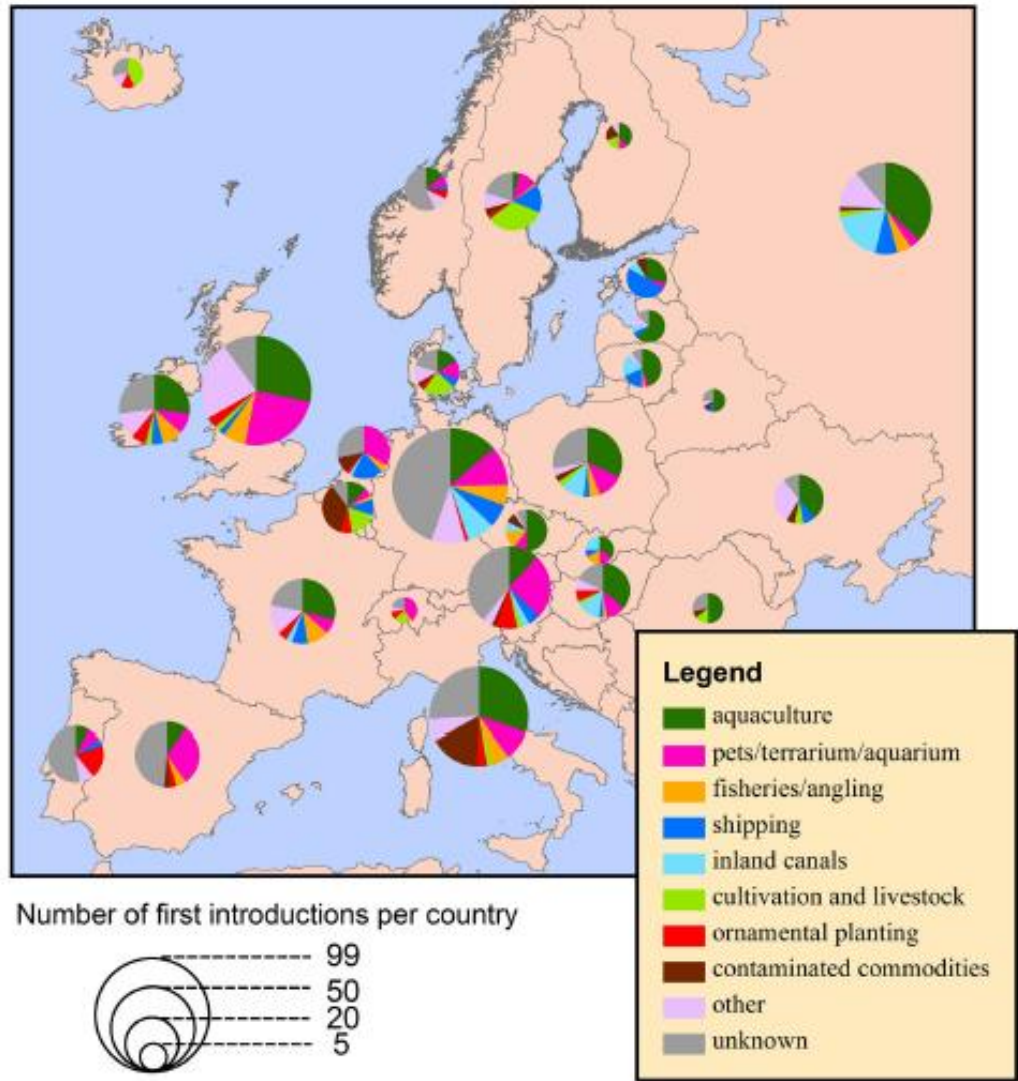 Legend
aquaculture
pets/terrarium/aquarium
fisheries/angling
shipping
inland canals
cultivation and livestock
ornamental planting
contaminated commodities
other
unknown
Number of first introductions per country
99
50
20
5